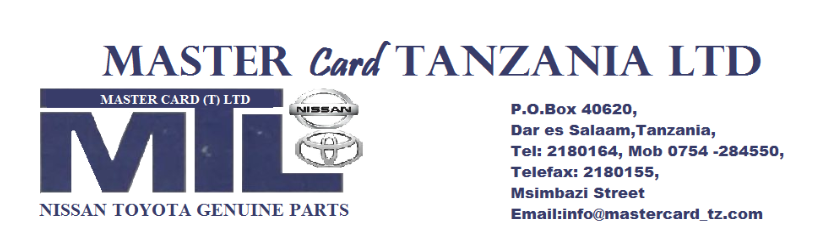 MASTER Card TANZANIA LTD
MASTER CARD (T) LTD
MTL
NISSAN
NISSAN TOYOTA GENUINE PARTS
P.O.Box 40620,
Dar es Salaam,Tanzania,
Tel: 2180164, Mob 0754 -284550,
Telefax: 2180155,
Msimbazi Street
Email:info@mastercard_tz.com